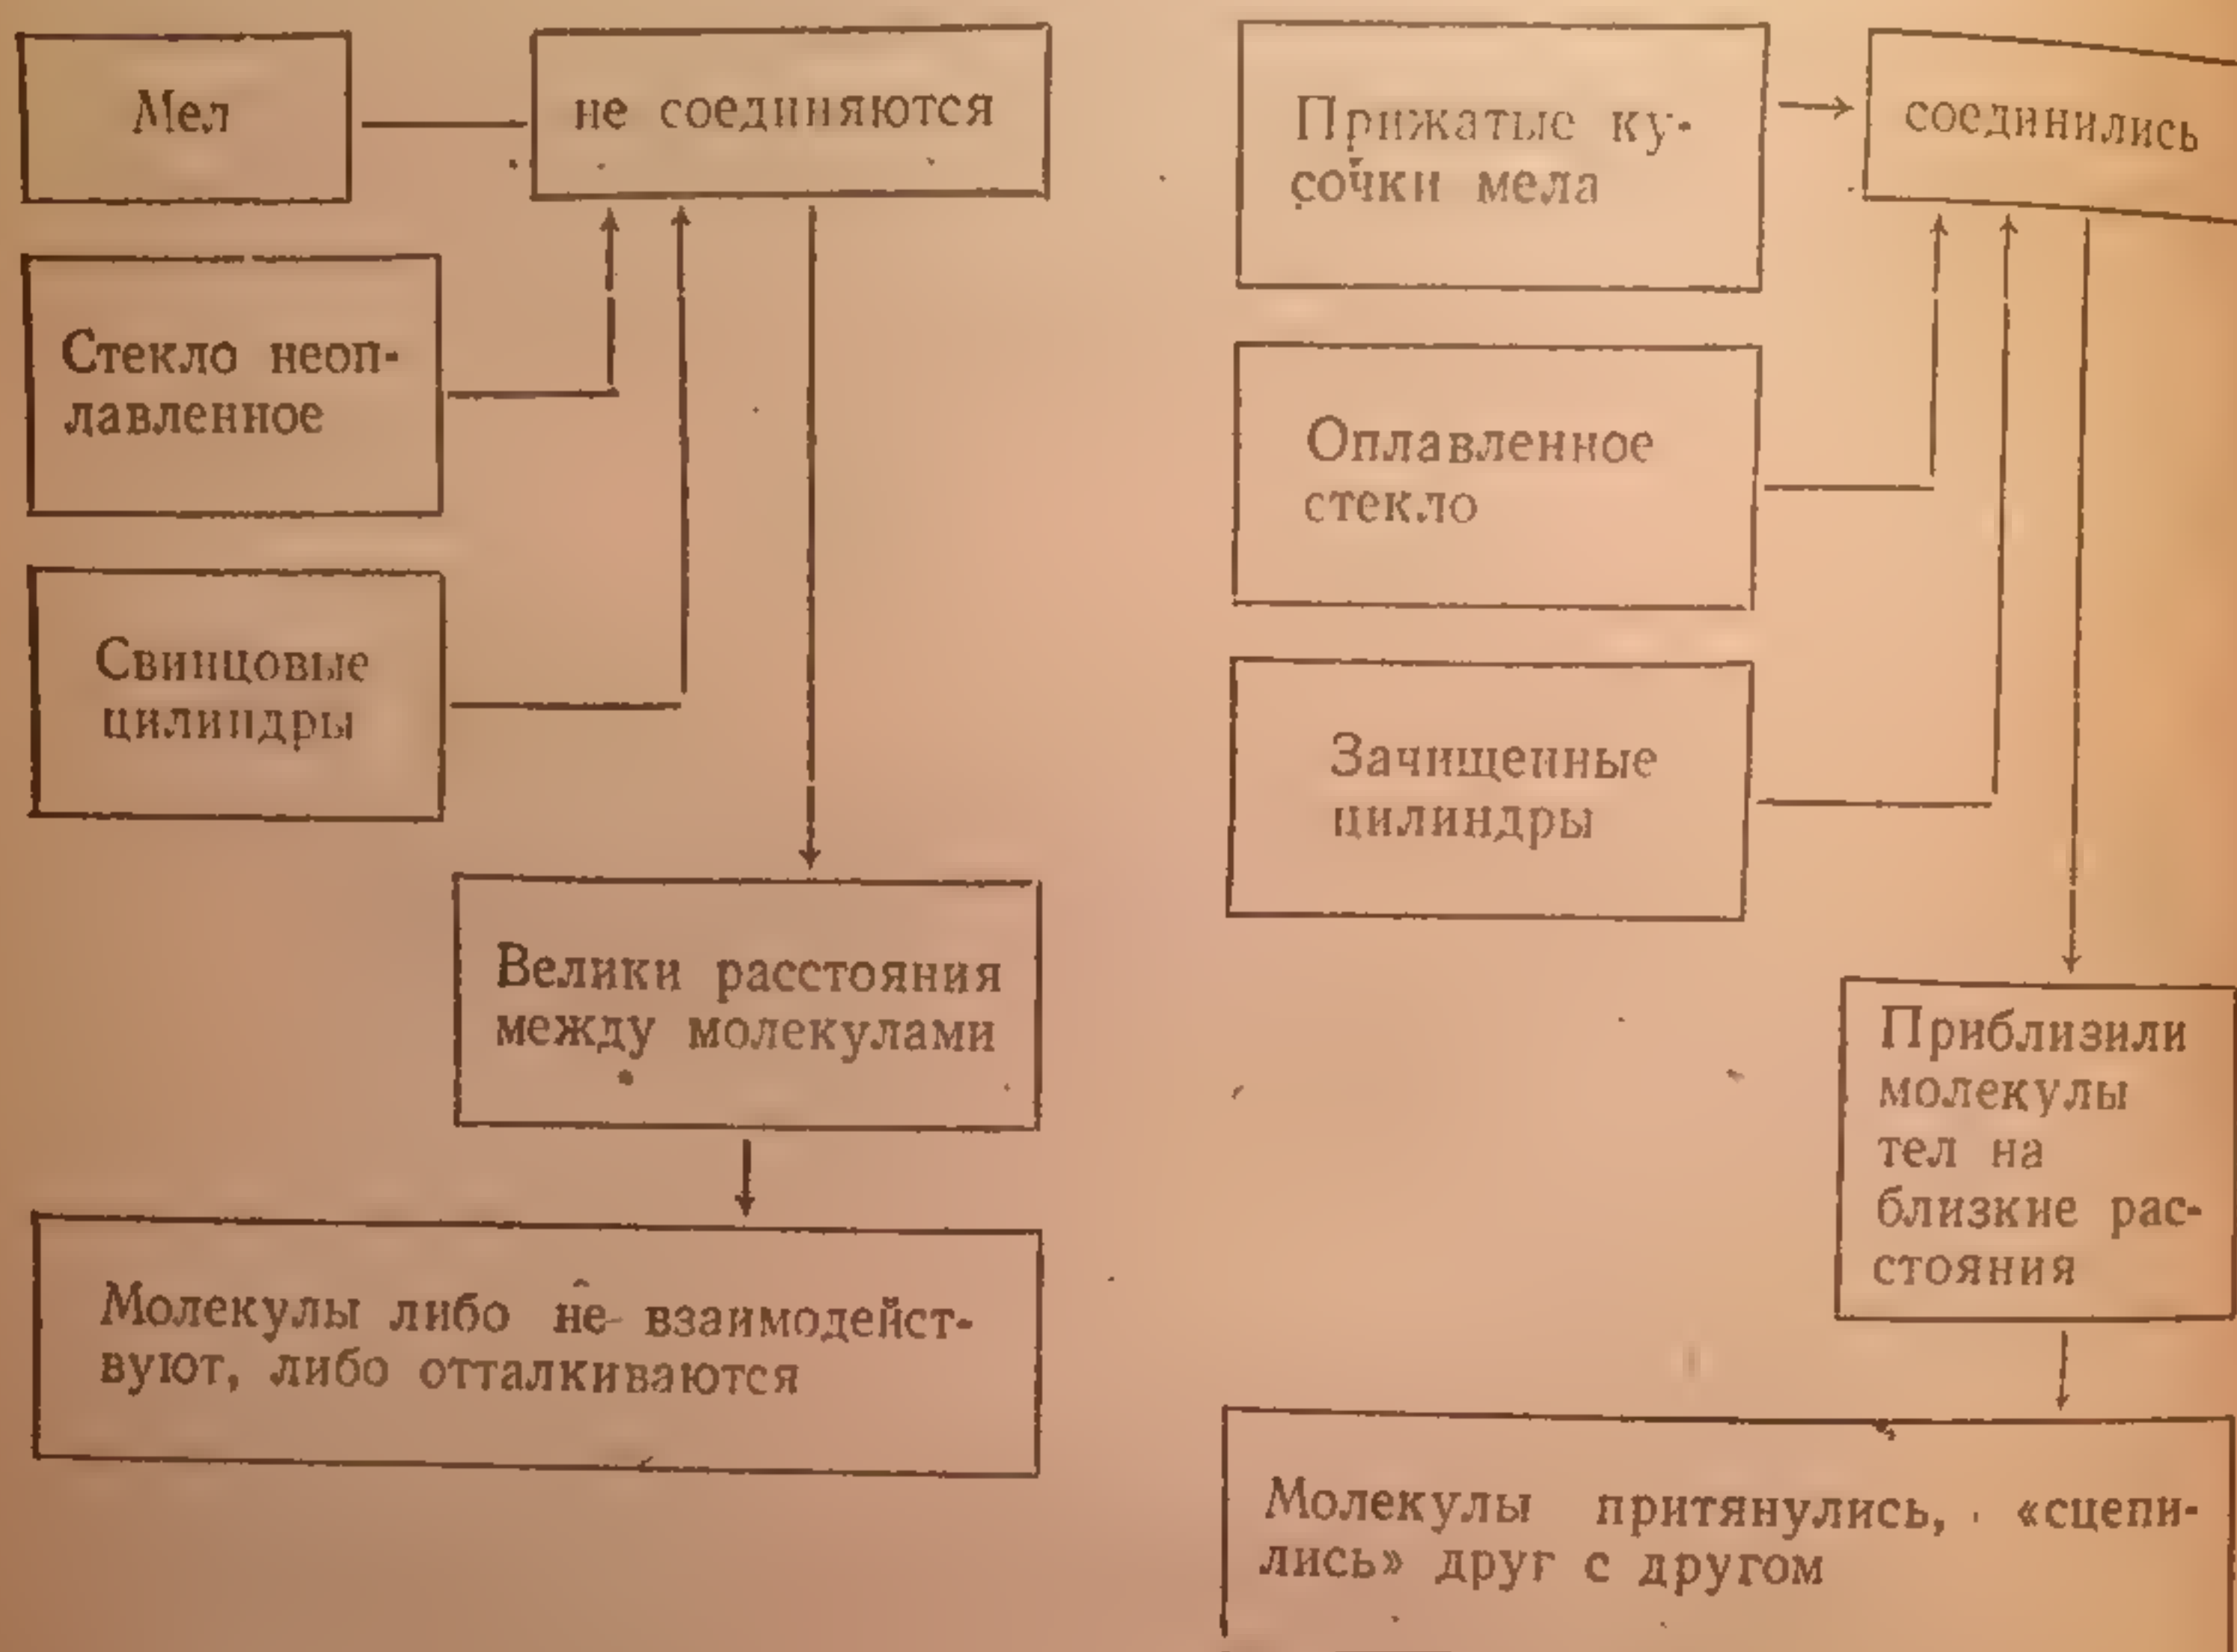 Мел
не соединяются
Стекло неоп-
лавленное
Свинцовые
цилиндры
Велики расстояния
между молекулами
Молекулы либо не взаимодейст-
вуют, либо отталкиваются
Прижатые ку-
сочки мела
соединились
Оплавленное
стекло
Зачищенные
цилиндры
Приблизили
молекулы
тел на
близкие рас-
стояния
Молекулы притянулись, «сцепи-
лись» друг с другом